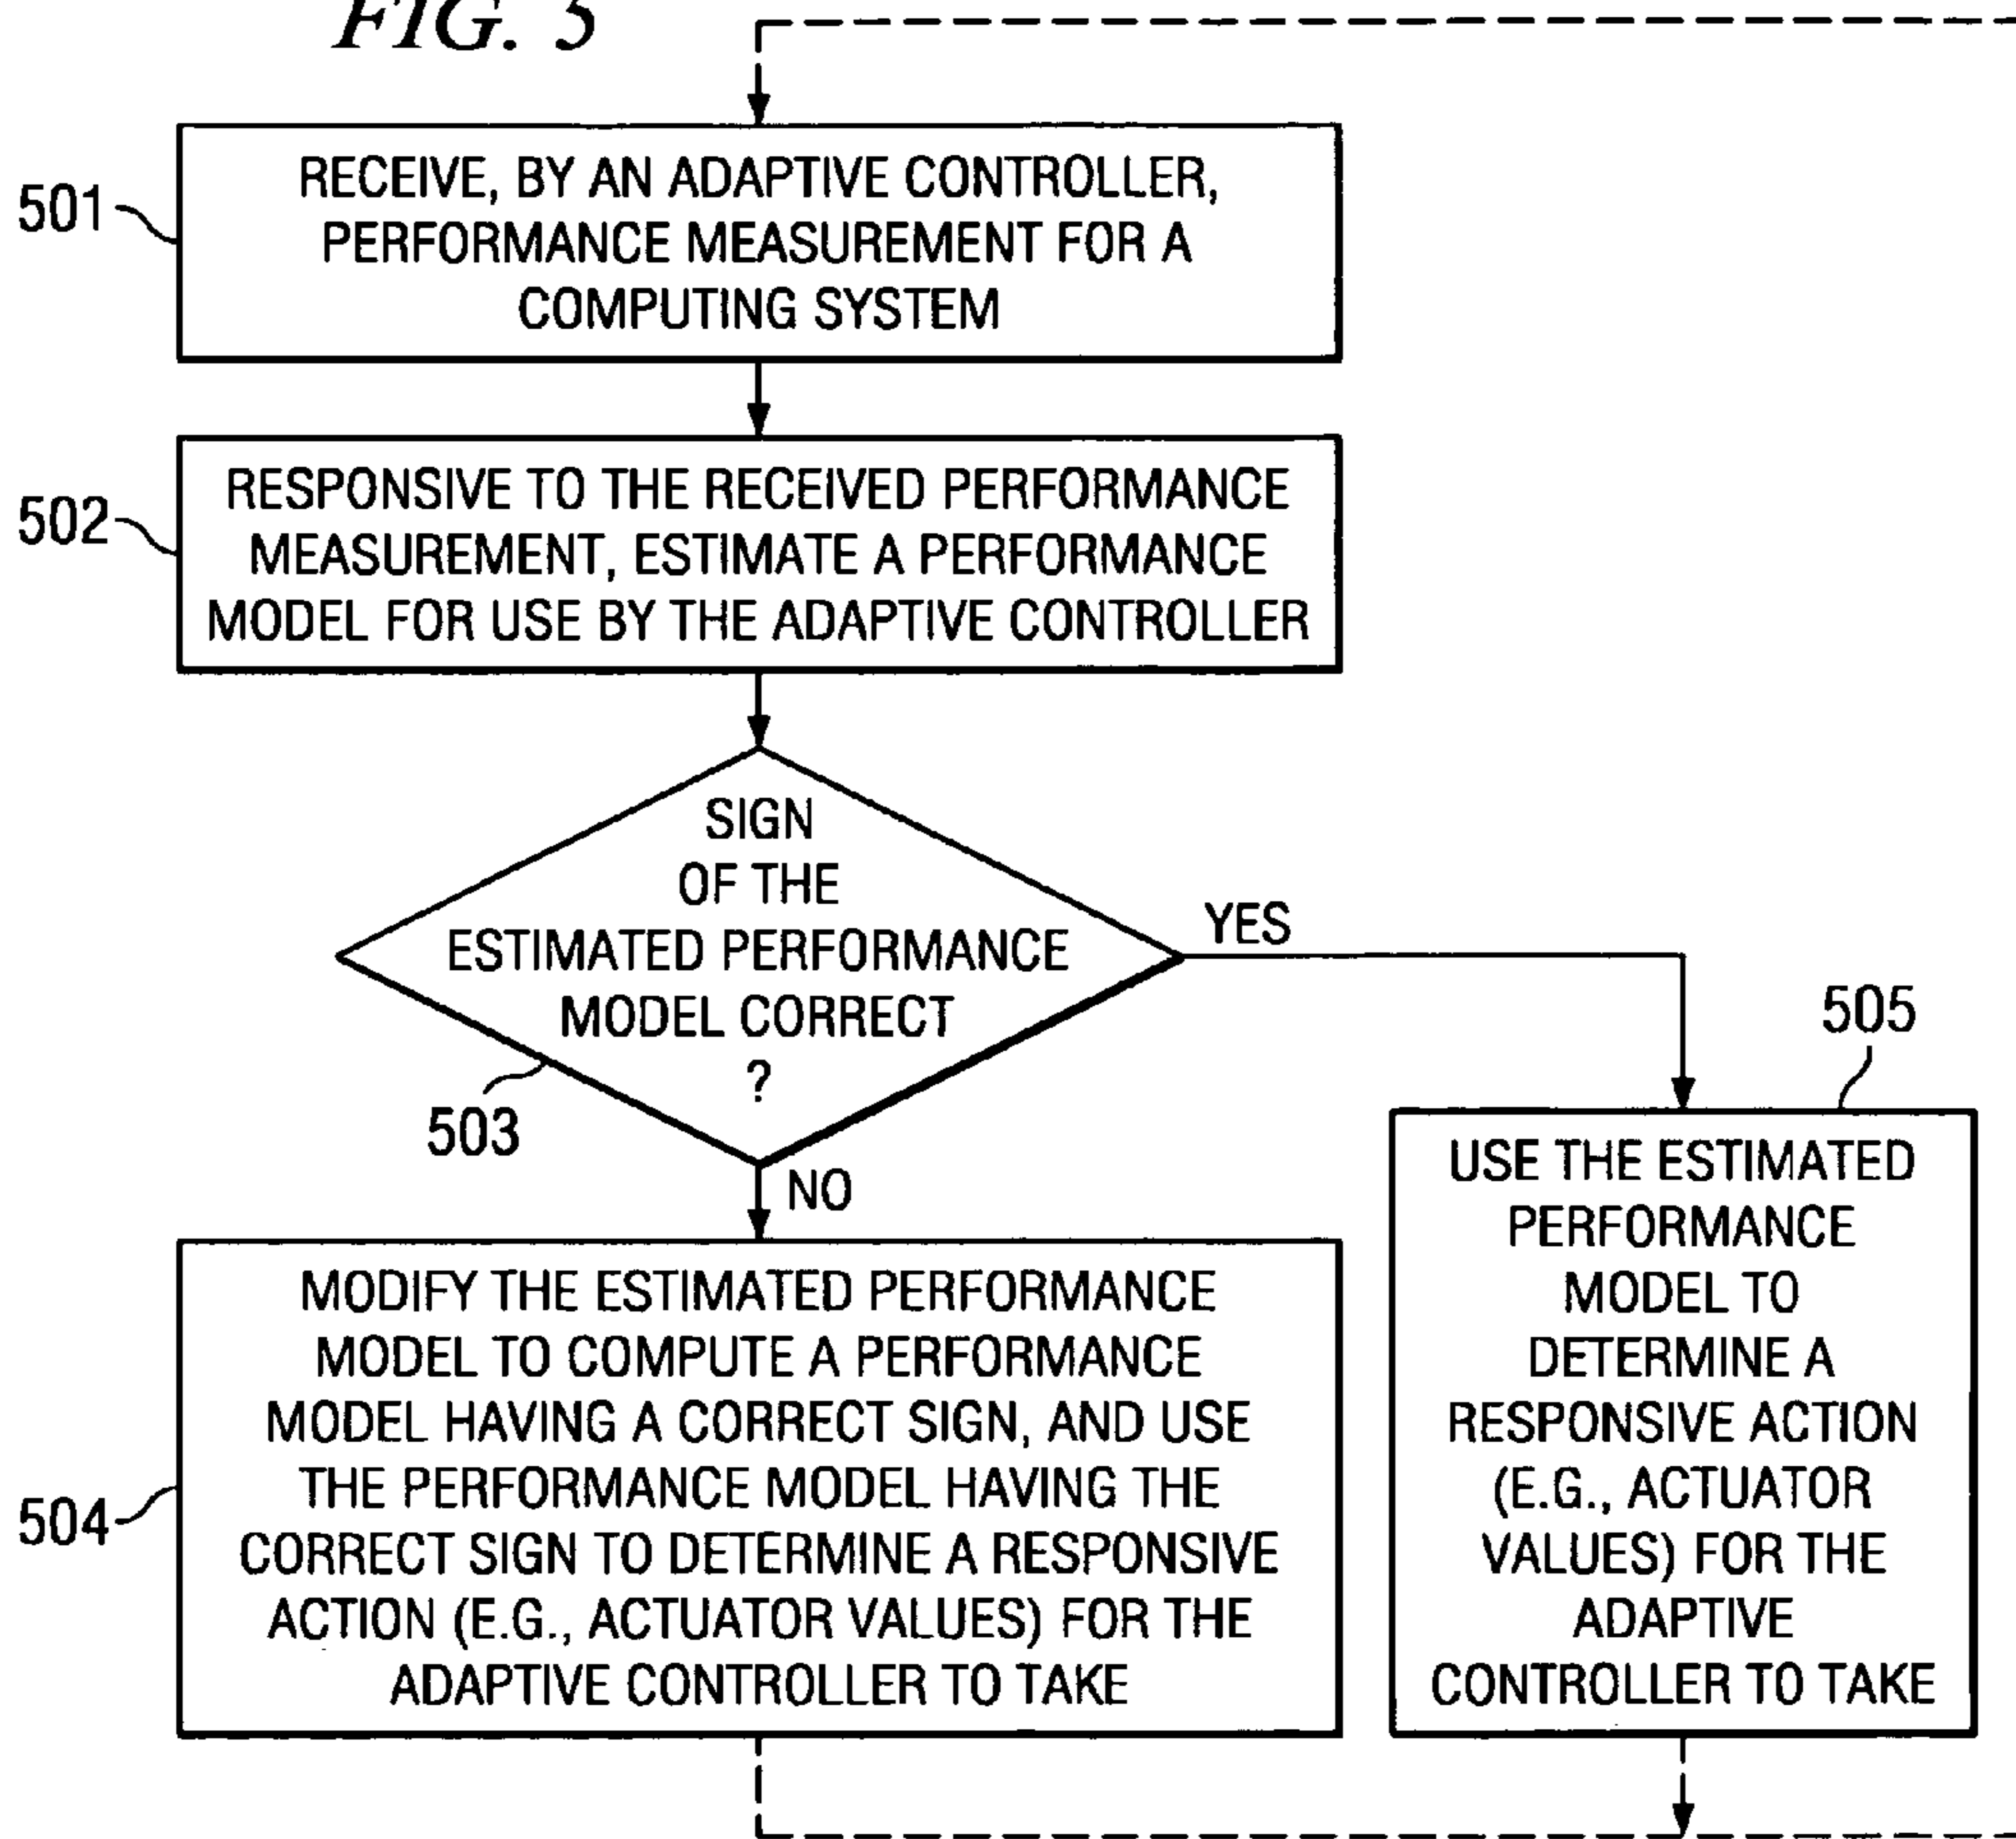 FIG. 5
501
RECEIVE, BY AN ADAPTIVE CONTROLLER,
PERFORMANCE MEASUREMENT FOR A
COMPUTING SYSTEM
502
RESPONSIVE TO THE RECEIVED PERFORMANCE
MEASUREMENT, ESTIMATE A PERFORMANCE
MODEL FOR USE BY THE ADAPTIVE CONTROLLER
SIGN
OF THE
ESTIMATED PERFORMANCE
MODEL CORRECT
?
503
YES
NO
504
MODIFY THE ESTIMATED PERFORMANCE
MODEL TO COMPUTE A PERFORMANCE
MODEL HAVING A CORRECT SIGN, AND USE
THE PERFORMANCE MODEL HAVING THE
CORRECT SIGN TO DETERMINE A RESPONSIVE
ACTION (E.G., ACTUATOR VALUES) FOR THE
ADAPTIVE CONTROLLER TO TAKE
505
USE THE ESTIMATED
PERFORMANCE
MODEL TO
DETERMINE A
RESPONSIVE ACTION
(E.G., ACTUATOR
VALUES) FOR THE
ADAPTIVE
CONTROLLER TO TAKE